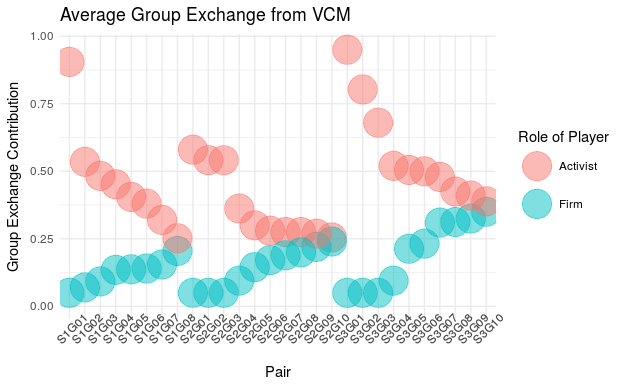 Average Group Exchange from VCM
Group Exchange Contribution
1.00
0.75
0.50
0.25
0.00
S1G01
S1G02
S1G03
S1G04
S1G05
S1G06
S1G07
S1G08
S2G01
S2G02
S2G03
S2G04
S2G05
S2G06
S2G07
S2G08
S2G09
S2G10
S3G01
S3G02
S3G03
S3G04
S3G05
S3G06
S3G07
S3G08
S3G09
S3G10
Pair
Role of Player
Activist
Firm